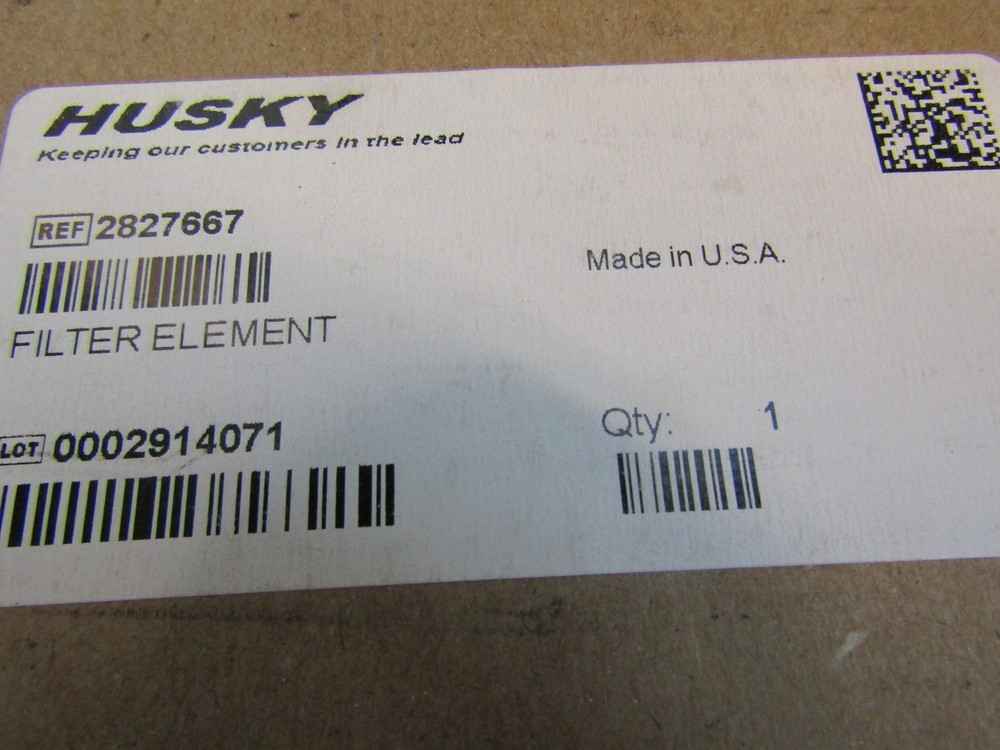 HUSKY
Keeping our customers in the lead
REF 2827667
Made in U.S.A.
FILTER ELEMENT
LOT 0002914071
Qty: 1